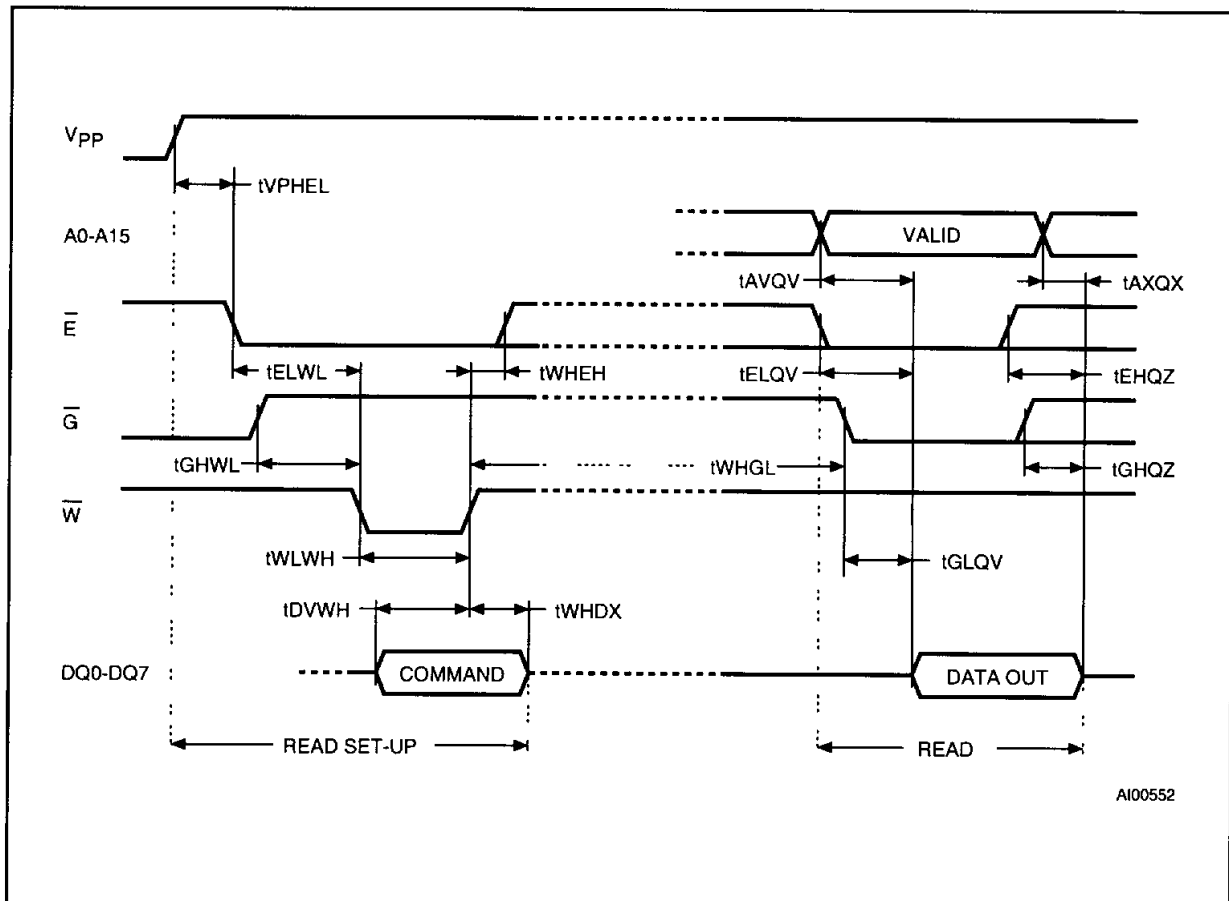 VPP
tVPHEL
A0-A15
VALID
tAVQV
tAXQX
E
tELWL
tWHEH
tELQV
tEHQZ
G
tGHWL
tWHGL
tGHQZ
W
tWLWH
tGLQV
tDVWH
tWHDX
DQ0-DQ7
COMMAND
DATA OUT
READ SET-UP
READ
AI00552